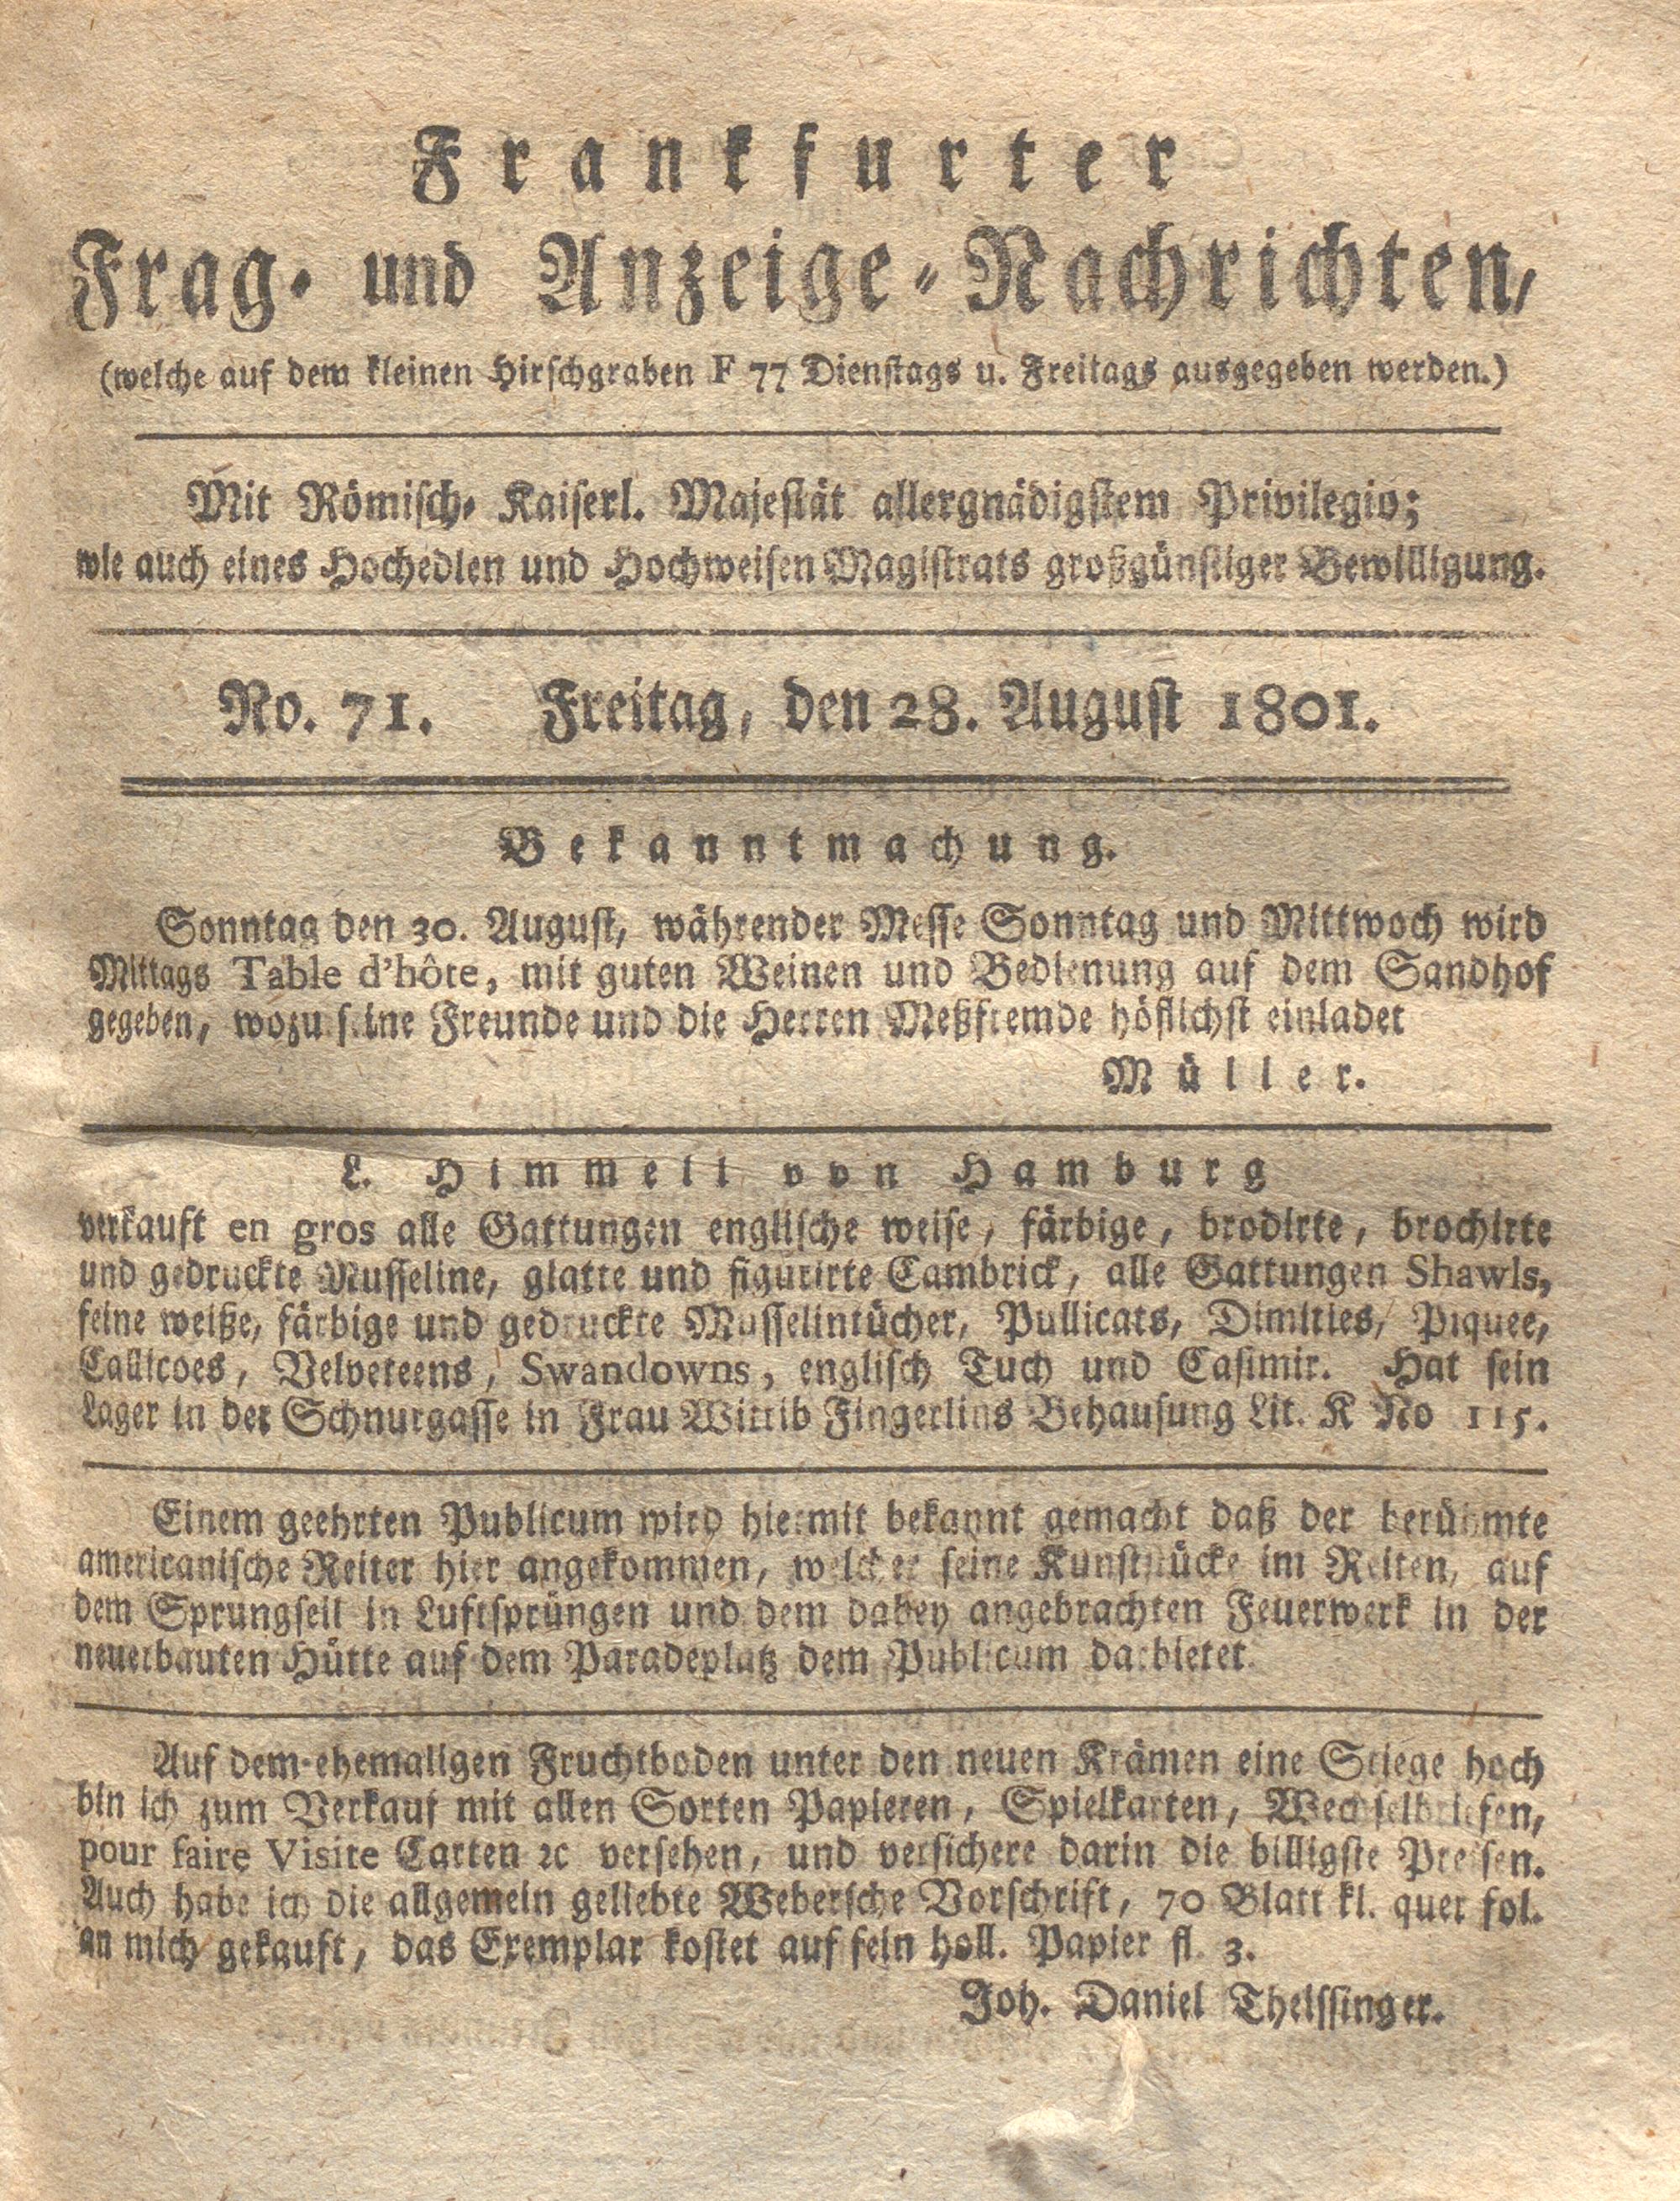 Frankfurter
Frag- und Anzeige-Nachrichten,
(welche auf dem kleinen Hirschgraben F 77 Dienstags u. Freitags ausgegeben werden.)
Mit Römisch- Kaiserl. Majestät allergnädigstem Privilegio;
wie auch eines Hochedlen und Hochweisen Magistrats großgünstiger Bewilligung.
No. 71. Freitag, den 28. August 1801.
Bekanntmachung.
Sonntag den 30. August, währender Messe Sonntag und Mittwoch wird
Mittags Table d'hôte, mit guten Weinen und Bedienung auf dem Sandhof
gegeben, wozu seine Freunde und die Herren Meßfremde höflichst einladet
Müller.
L. Himmell von Hamburg
verkauft en gros alle Gattungen englische weise, färbige, brodirte, brochirte
und gedruckte Musseline, glatte und figurirte Cambrick, alle Gattungen Shawls,
feine weiße, färbige und gedruckte Musselintücher, Pullicats, Dimities, Piquee,
Callicoes, Velveteens, Swandowns, englisch Tuch und Casimir. Hat sein
Lager in der Schnurgasse in Frau Wittib Fingerlins Behausung Lit. K No 115.
Einem geehrten Publicum wird hiermit bekannt gemacht daß der berühmte
americanische Reiter hier angekommen, welcher seine Kunststücke im Reiten, auf
dem Sprungseil in Luftsprüngen und dem dabey angebrachten Feuerwerk in der
neuerbauten Hütte auf dem Paradeplatz dem Publicum darbietet.
Auf dem ehemaligen Fruchtboden unter den neuen Krämen eine Stiege hoch
bin ich zum Verkauf mit allen Sorten Papieren, Spielkarten, Wechselbriefen,
pour faire Visite Carten ꝛc versehen, und versichere darin die billigste Preisen.
Auch habe ich die allgemein geliebte Webersche Vorschrift, 70 Blatt kl. quer fol.
an mich gekauft, das Exemplar kostet auf fein holl. Papier fl. 3.
Joh. Daniel Theissinger.